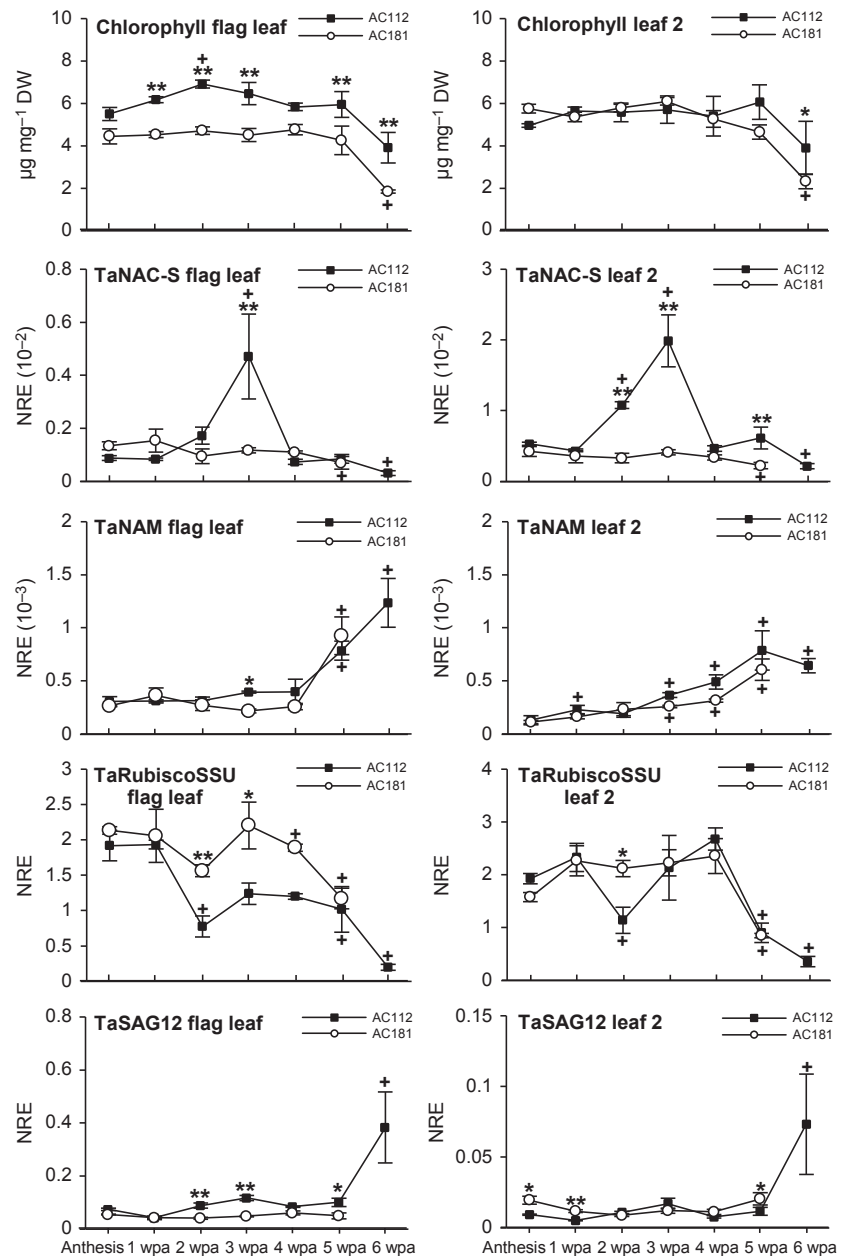 Chlorophyll flag leaf
AC112
AC181
µg mg⁻¹ DW
10
8
6
4
2
0
+
**
**
**
**
**
+
Chlorophyll leaf 2
AC112
AC181
µg mg⁻¹ DW
10
8
6
4
2
0
*
+
TaNAC-S flag leaf
AC112
AC181
NRE (10⁻²)
0.8
0.6
0.4
0.2
0
+
**
+
+
TaNAC-S leaf 2
AC112
AC181
NRE (10⁻²)
3
2
1
0
+
**
+
**
**
+
+
TaNAM flag leaf
AC112
AC181
NRE (10⁻³)
2
1.5
1
0.5
0
*
+
+
+
TaNAM leaf 2
AC112
AC181
NRE (10⁻³)
2
1.5
1
0.5
0
+
+
+
+
+
+
+
+
TaRubiscoSSU
flag leaf
AC112
AC181
NRE
3
2.5
2
1.5
1
0.5
0
**
+
*
+
+
+
+
TaRubiscoSSU
leaf 2
AC112
AC181
NRE
4
3
2
1
0
*
+
+
+
+
TaSAG12 flag leaf
AC112
AC181
NRE
0.8
0.6
0.4
0.2
0
**
**
*
+
Anthesis 1 wpa 2 wpa 3 wpa 4 wpa 5 wpa 6 wpa
TaSAG12 leaf 2
AC112
AC181
NRE
0.15
0.1
0.05
0
*
**
*
+
Anthesis 1 wpa 2 wpa 3 wpa 4 wpa 5 wpa 6 wpa